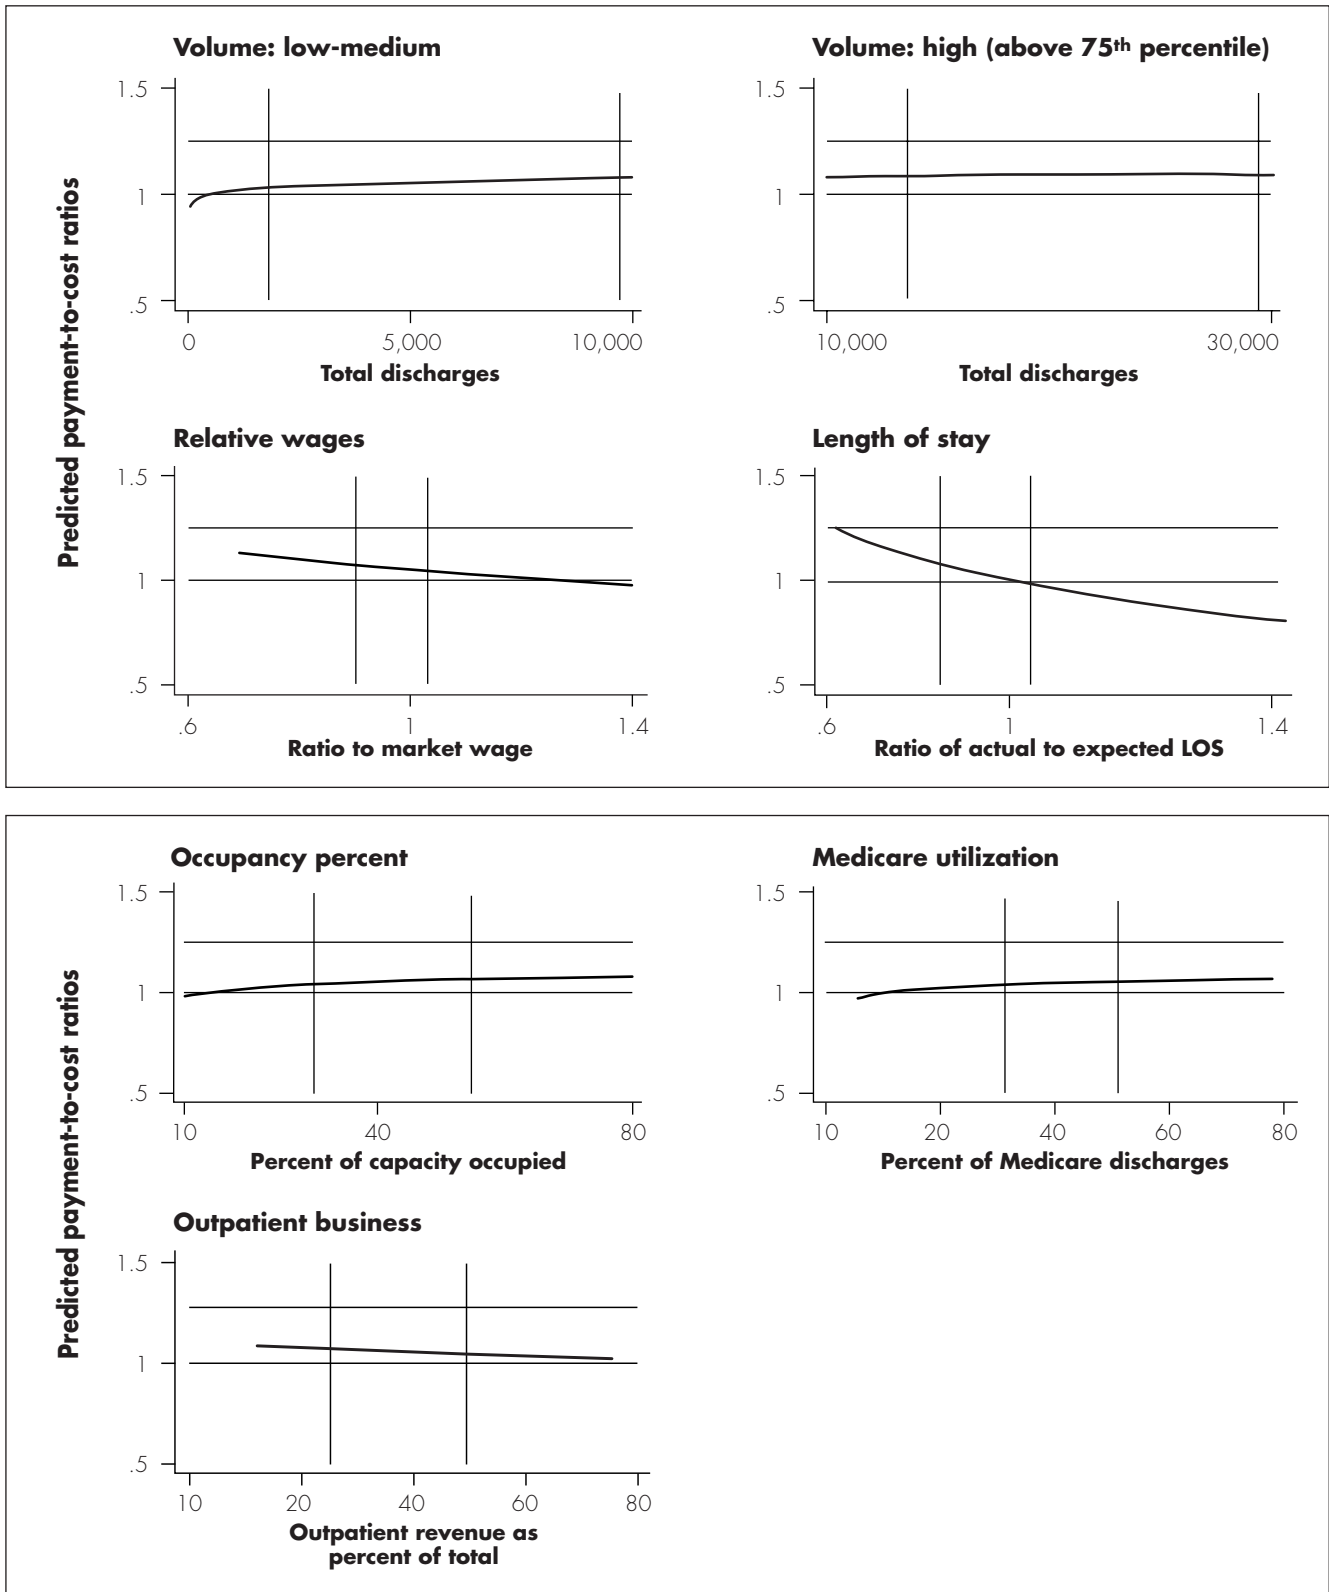 Predicted payment-to-cost ratios
Volume: low-medium
1.5
1
.5
0 5,000 10,000
Total discharges
Volume: high (above 75th percentile)
1.5
1
.5
10,000 30,000
Total discharges
Relative wages
1.5
1
.5
.6 1 1.4
Ratio to market wage
Length of stay
1.5
1
.5
.6 1 1.4
Ratio of actual to expected LOS
Predicted payment-to-cost ratios
Occupancy percent
1.5
1
.5
10 40 80
Percent of capacity occupied
Medicare utilization
1.5
1
.5
10 20 40 60 80
Percent of Medicare discharges
Outpatient business
1.5
1
.5
10 20 40 60 80
Outpatient revenue as
percent of total